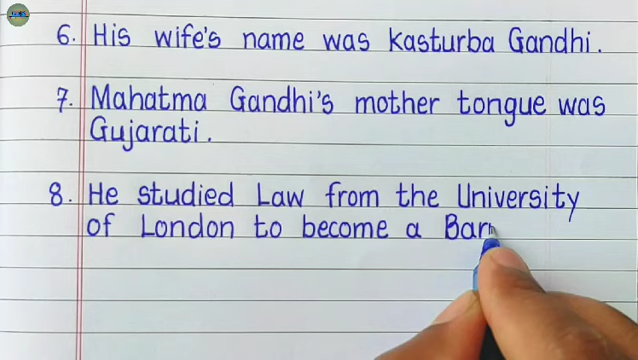 6. His wife's name was Kasturba Gandhi.
7. Mahatma Gandhi's mother tongue was
Gujarati.
8. He studied Law from the University
of London to become a Bar